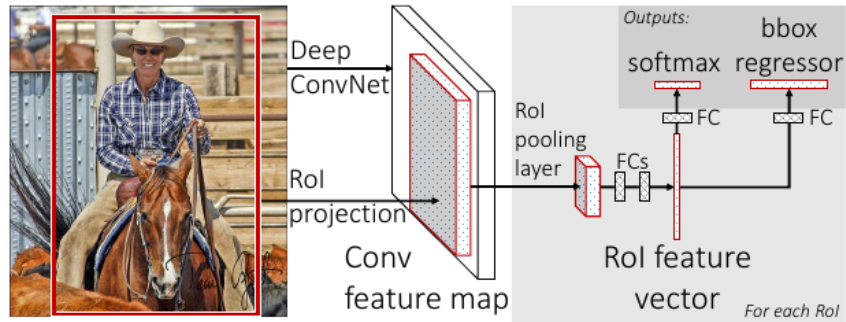 Deep
ConvNet
RoI
projection
Conv
feature map
RoI
pooling
layer
FCs
RoI feature
vector
For each RoI
Outputs:
softmax
bbox
regressor
FC
FC